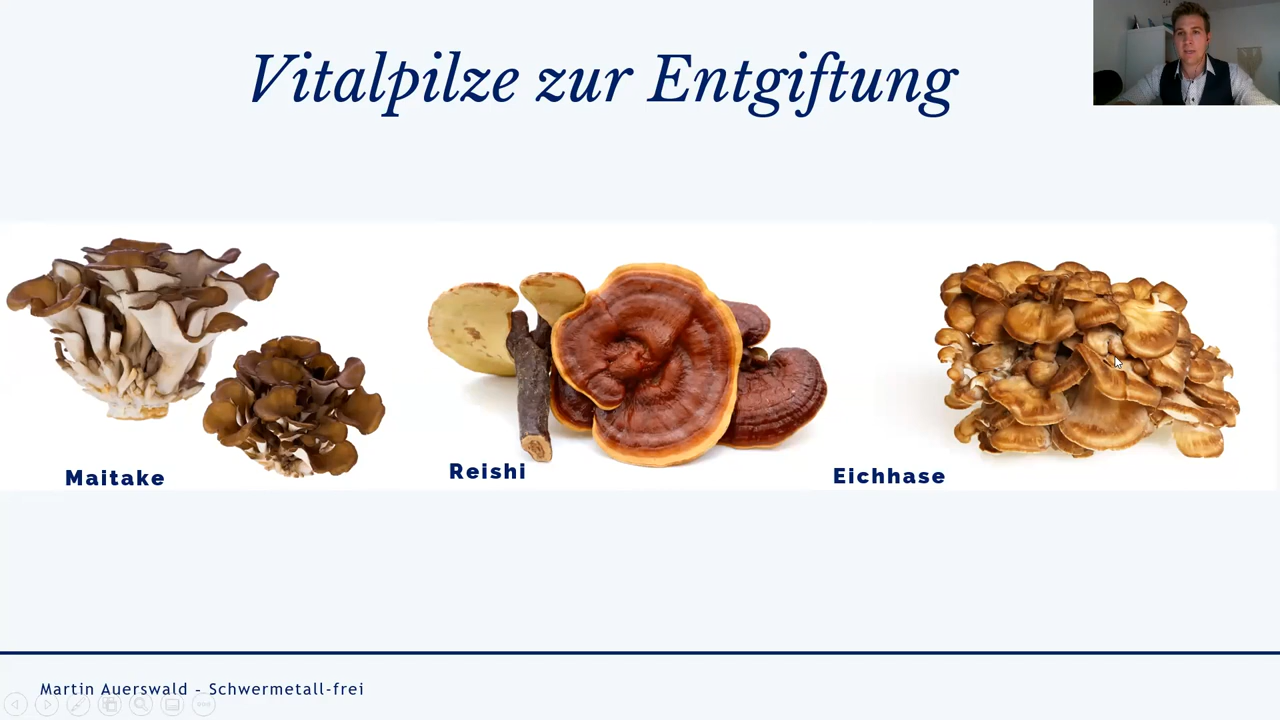 Vitalpilze zur Entgiftung
Maitake
Reishi
Eichhase
Martin Auerswald - Schwermetall-frei